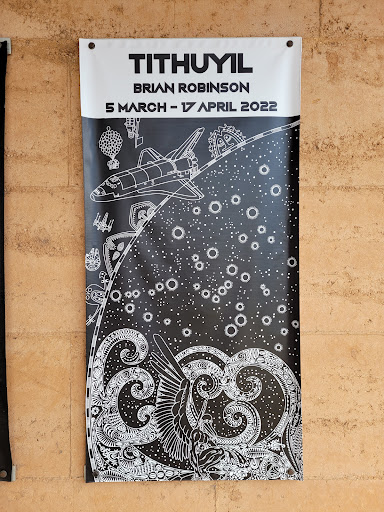 TITHUYIL
BRIAN ROBINSON
5 MARCH – 17 APRIL 2022